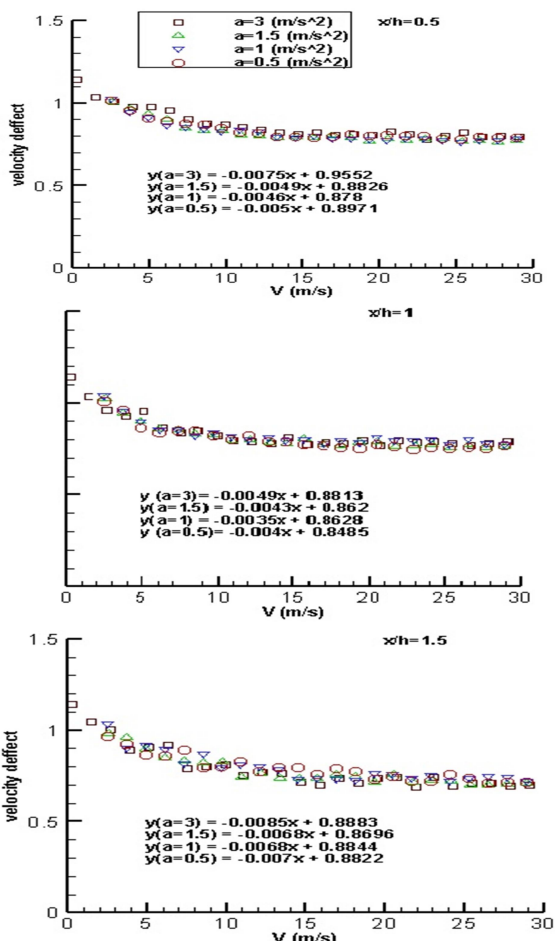 1.5
a=3 (m/s^2)
a=1.5 (m/s^2)
a=1 (m/s^2)
a=0.5 (m/s^2)
x/h=0.5
1
velocity deffect
0.5
y(a=3) = -0.0075x + 0.9552
y(a=1.5) = -0.0049x + 0.8826
y(a=1) = -0.0046x + 0.878
y(a=0.5) = -0.005x + 0.8971
0
5 10 15 20 25 30
V (m/s)
x/h=1
y (a=3)= -0.0049x + 0.8813
y(a=1.5) = -0.0043x + 0.862
y(a=1) = -0.0035x + 0.8628
y (a=0.5)= -0.004x + 0.8485
0 5 10 15 20 25 30
V (m/s)
1.5
x/h=1.5
1
velocity deffect
0.5
y(a=3) = -0.0085x + 0.8883
y(a=1.5) = -0.0068x + 0.8696
y(a=1) = -0.0068x + 0.8844
y(a=0.5) = -0.007x + 0.8822
0
0 5 10 15 20 25 30
V (m/s)